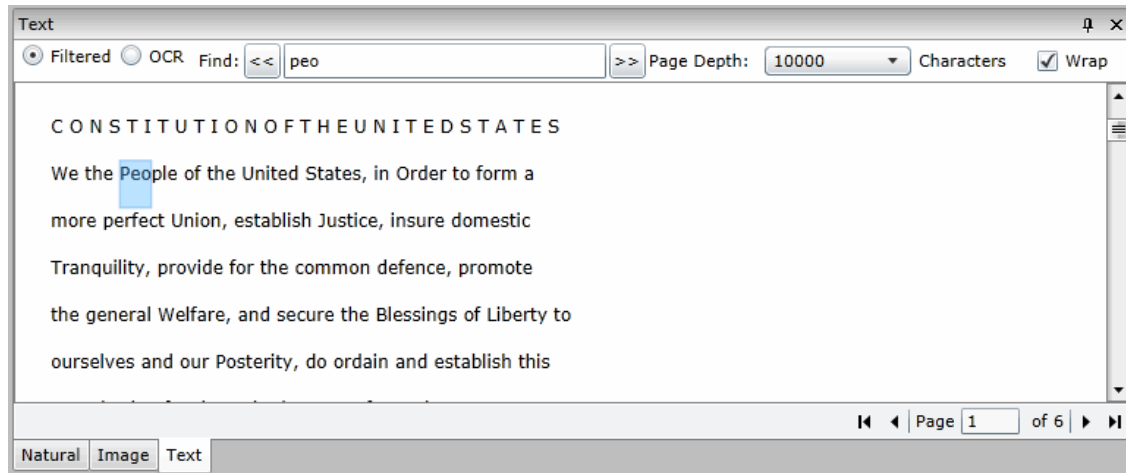 Text
Filtered OCR Find: << peo >> Page Depth: 10000 Characters Wrap
C O N S T I T U T I O N O F T H E U N I T E D S T A T E S
We the People of the United States, in Order to form a
more perfect Union, establish Justice, insure domestic
Tranquility, provide for the common defence, promote
the general Welfare, and secure the Blessings of Liberty to
ourselves and our Posterity, do ordain and establish this
Page 1 of 6
Natural Image Text